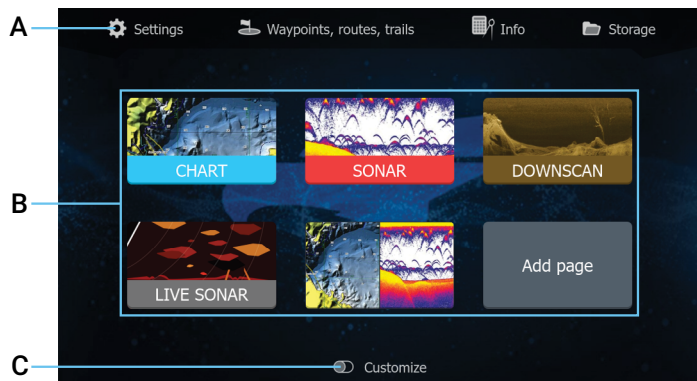 A
Settings
Waypoints, routes, trails
Info
Storage
CHART
SONAR
DOWNSCAN
B
LIVE SONAR
Add page
C
Customize